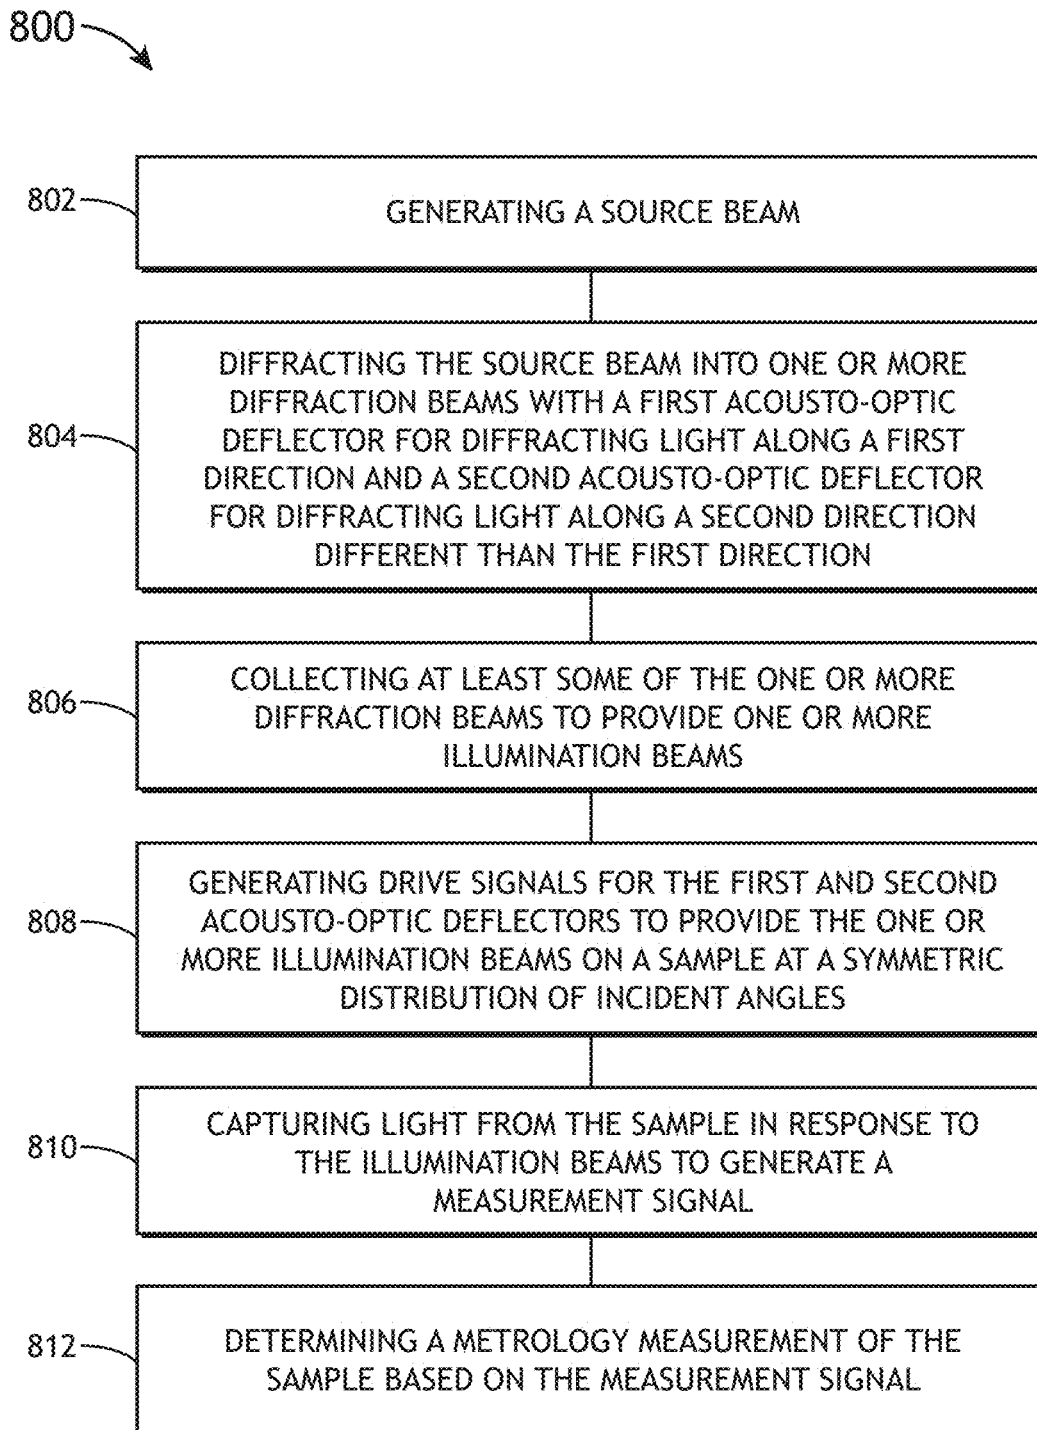 800
802
GENERATING A SOURCE BEAM
804
DIFFRACTING THE SOURCE BEAM INTO ONE OR MORE
DIFFRACTION BEAMS WITH A FIRST ACOUSTO-OPTIC
DEFLECTOR FOR DIFFRACTING LIGHT ALONG A FIRST
DIRECTION AND A SECOND ACOUSTO-OPTIC DEFLECTOR
FOR DIFFRACTING LIGHT ALONG A SECOND DIRECTION
DIFFERENT THAN THE FIRST DIRECTION
806
COLLECTING AT LEAST SOME OF THE ONE OR MORE
DIFFRACTION BEAMS TO PROVIDE ONE OR MORE
ILLUMINATION BEAMS
808
GENERATING DRIVE SIGNALS FOR THE FIRST AND SECOND
ACOUSTO-OPTIC DEFLECTORS TO PROVIDE THE ONE OR
MORE ILLUMINATION BEAMS ON A SAMPLE AT A SYMMETRIC
DISTRIBUTION OF INCIDENT ANGLES
810
CAPTURING LIGHT FROM THE SAMPLE IN RESPONSE TO
THE ILLUMINATION BEAMS TO GENERATE A
MEASUREMENT SIGNAL
812
DETERMINING A METROLOGY MEASUREMENT OF THE
SAMPLE BASED ON THE MEASUREMENT SIGNAL